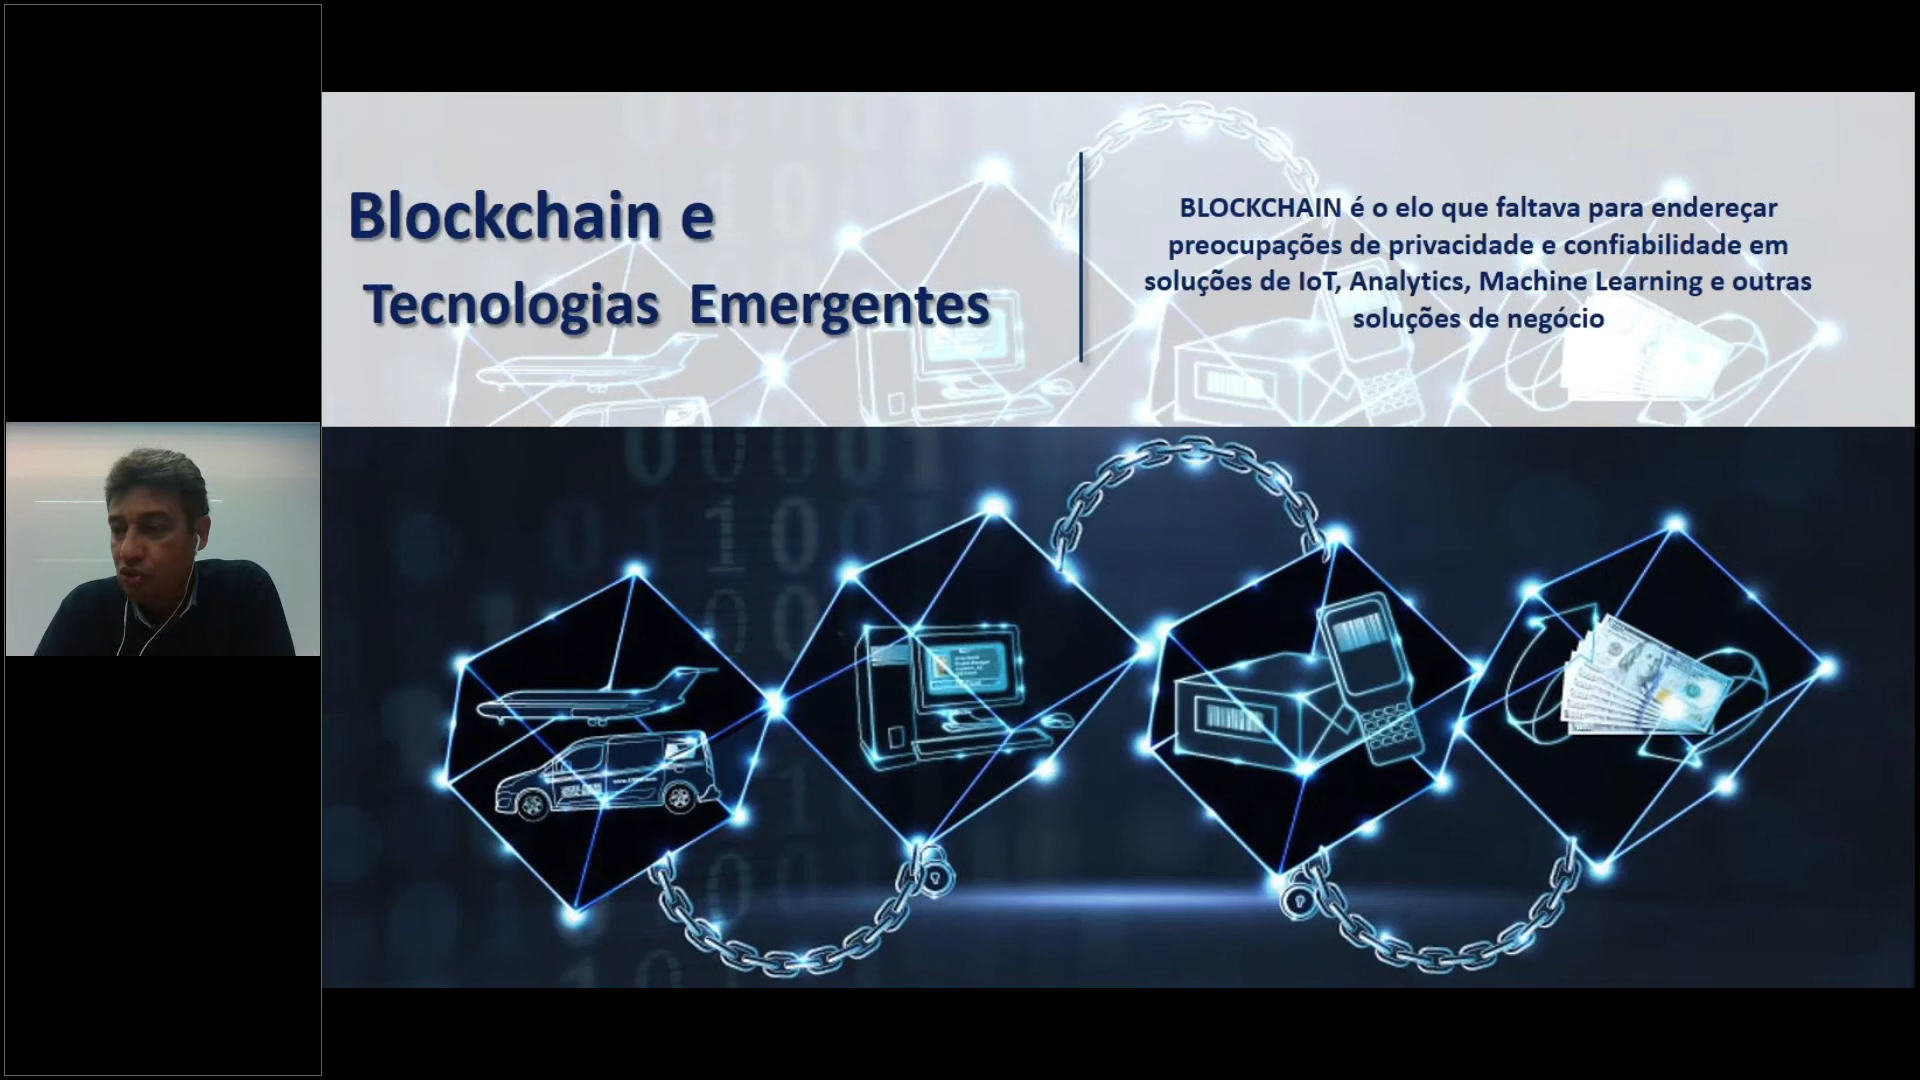 Blockchain e
Tecnologias Emergentes
BLOCKCHAIN é o elo que faltava para endereçar
preocupações de privacidade e confiabilidade em
soluções de IoT, Analytics, Machine Learning e outras
soluções de negócio